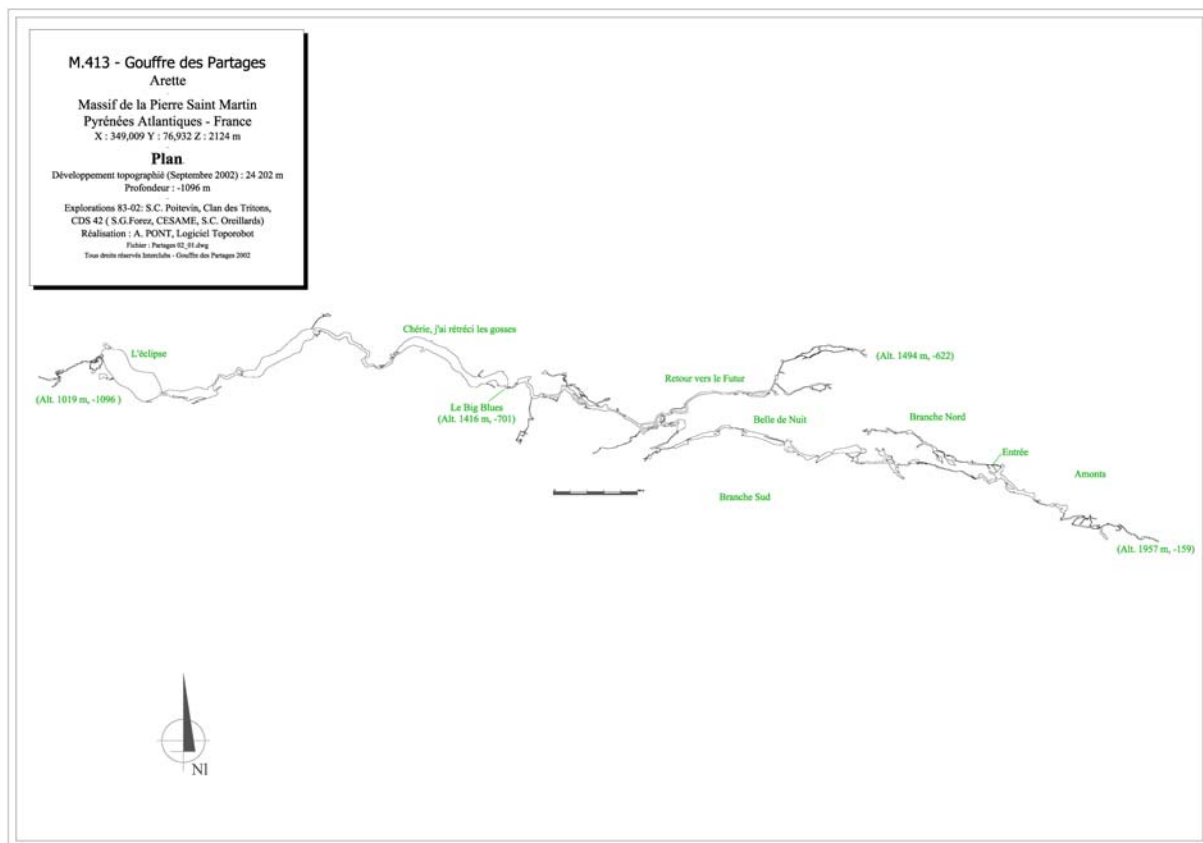 M.413 - Gouffre des Partages
Arette
Massif de la Pierre Saint Martin
Pyrénées Atlantiques - France
X : 349,009 Y : 76,932 Z : 2124 m
Plan
Développement topographié (Septembre 2002) : 24 202 m
Profondeur : -1096 m
Explorations 83-02: S.C. Poitevin, Clan des Tritons,
CDS 42 ( S.G.Forez, CESAME, S.C. Oreillards)
Réalisation : A. PONT, Logiciel Toporobot
Fichier : Partages 02_01.dwg
Tous droits réservés Interclubs - Gouffre des Partages 2002
L'éclipse
(Alt. 1019 m, -1096 )
Chérie, j'ai rétréci les gosses
Le Big Blues
(Alt. 1416 m, -701)
Retour vers le Futur
(Alt. 1494 m, -622)
Belle de Nuit
Branche Nord
Entrée
Branche Sud
Amonts
(Alt. 1957 m, -159)
Nl